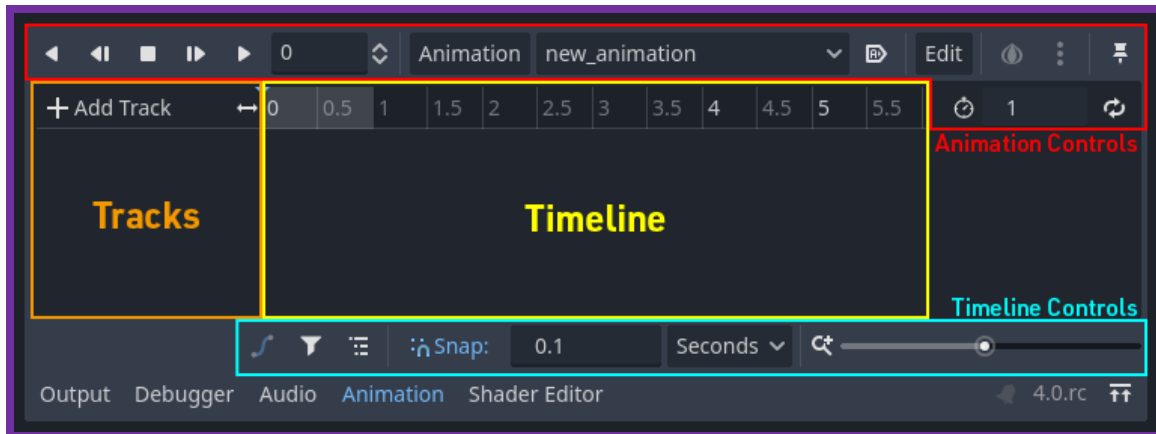 0 Animation new_animation Edit
+ Add Track 0 0.5 1 1.5 2 2.5 3 3.5 4 4.5 5 5.5 1
Animation Controls
Tracks Timeline
Timeline Controls
Snap: 0.1 Seconds
Output Debugger Audio Animation Shader Editor 4.0.rc